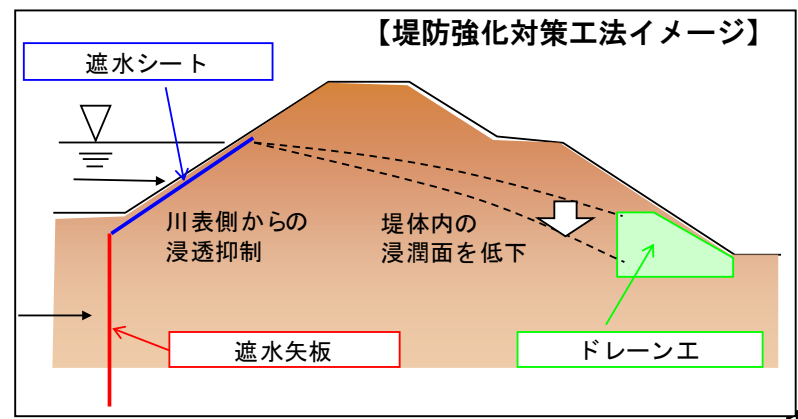 【堤防強化対策工法イメージ】
遮水シート
川表側からの
浸透抑制
堤体内の
浸潤面を低下
遮水矢板
ドレーン工